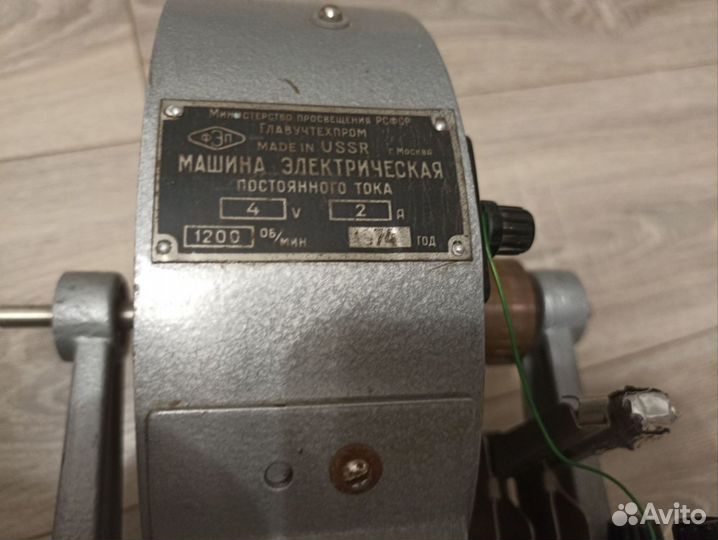 Министерство просвещения РСФСР
Главучтехпром
ФЭП
MADE IN USSR г. Москва
МАШИНА ЭЛЕКТРИЧЕСКАЯ
ПОСТОЯННОГО ТОКА
4 V 2 А
1200 ОБ/МИН 1974 ГОД
Avito